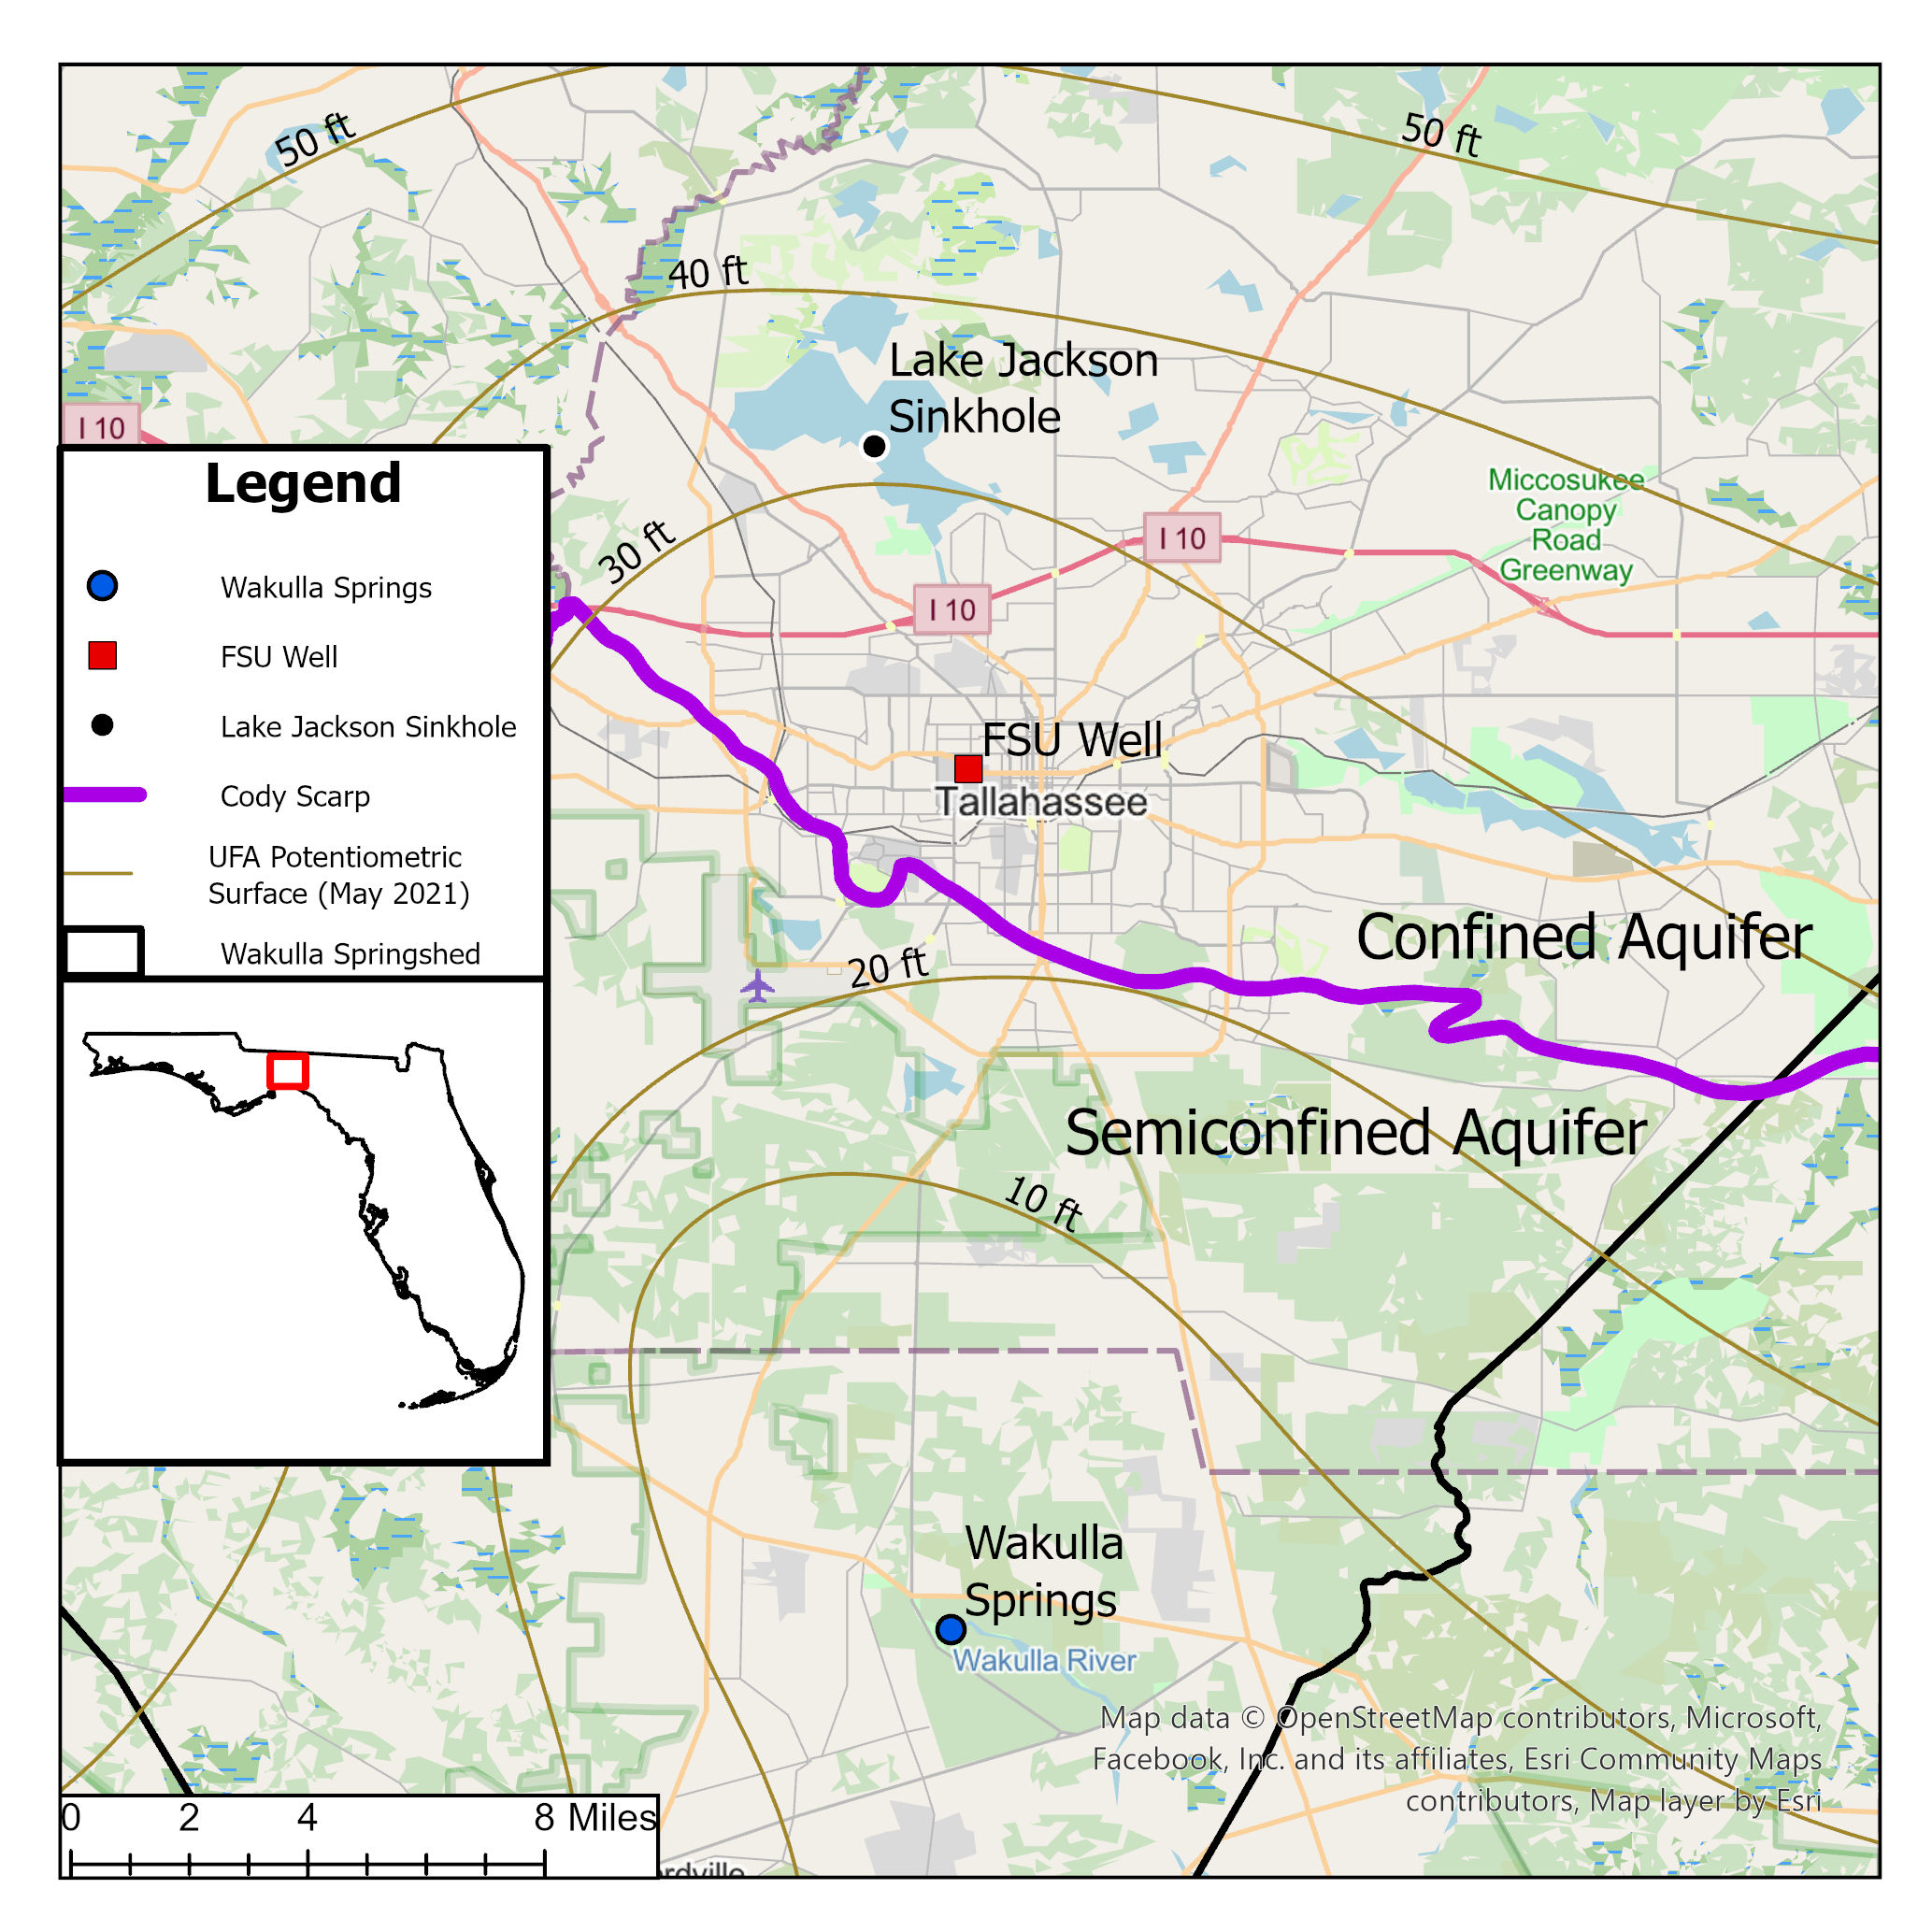 50 ft
50 ft
40 ft
Lake Jackson
Sinkhole
I 10
Legend
Wakulla Springs
FSU Well
Lake Jackson Sinkhole
Cody Scarp
UFA Potentiometric
Surface (May 2021)
Wakulla Springshed
30 ft
I 10
I 10
Miccosukee
Canopy
Road
Greenway
FSU Well
Tallahassee
Confined Aquifer
20 ft
Semiconfined Aquifer
10 ft
Wakulla
Springs
Wakulla River
Map data © OpenStreetMap contributors, Microsoft,
Facebook, Inc. and its affiliates, Esri Community Maps
contributors, Map layer by Esri
0 2 4 8 Miles